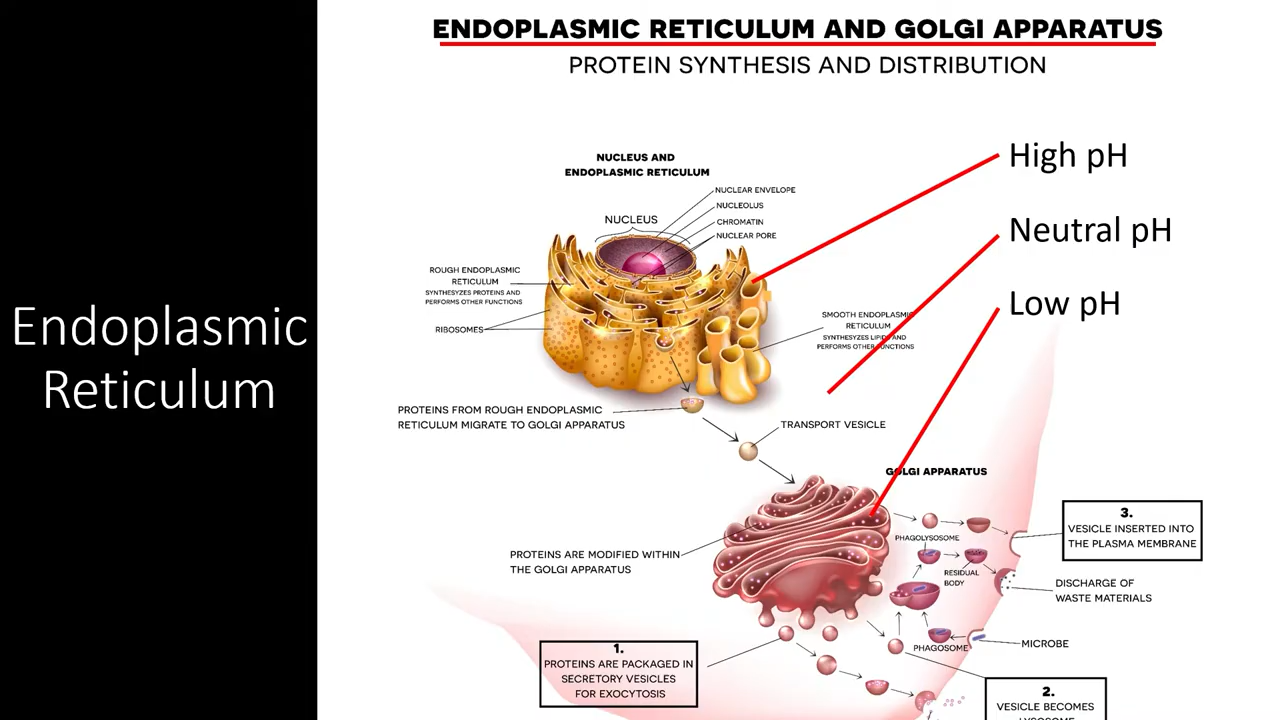 Endoplasmic
Reticulum
ENDOPLASMIC RETICULUM AND GOLGI APPARATUS
PROTEIN SYNTHESIS AND DISTRIBUTION
High pH
Neutral pH
Low pH
NUCLEUS AND
ENDOPLASMIC RETICULUM
NUCLEAR ENVELOPE
NUCLEOLUS
CHROMATIN
NUCLEAR PORE
NUCLEUS
ROUGH ENDOPLASMIC
RETICULUM
SYNTHESYZES PROTEINS AND
PERFORMS OTHER FUNCTIONS
RIBOSOMES
SMOOTH ENDOPLASMIC
RETICULUM
SYNTHESYZES LIPIDS AND
PERFORMS OTHER FUNCTIONS
PROTEINS FROM ROUGH ENDOPLASMIC
RETICULUM MIGRATE TO GOLGI APPARATUS
TRANSPORT VESICLE
GOLGI APPARATUS
PROTEINS ARE MODIFIED WITHIN
THE GOLGI APPARATUS
PHAGOLYSOSOME
RESIDUAL
BODY
3.
VESICLE INSERTED INTO
THE PLASMA MEMBRANE
DISCHARGE OF
WASTE MATERIALS
MICROBE
PHAGOSOME
1.
PROTEINS ARE PACKAGED IN
SECRETORY VESICLES
FOR EXOCYTOSIS
2.
VESICLE BECOMES
LYSOSOME